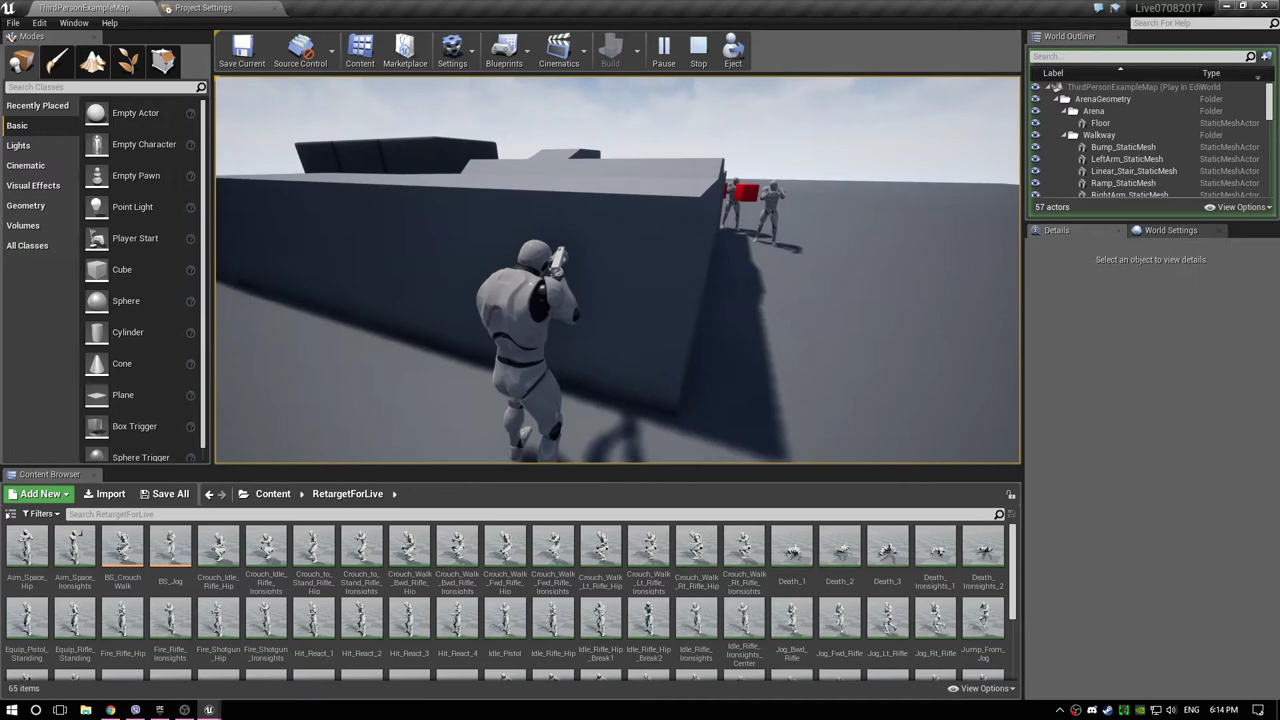 ThirdPersonExampleMap
Project Settings
Live07082017
File Edit Window Help
Search For Help
Modes
Search Classes
Recently Placed
Basic
Lights
Cinematic
Visual Effects
Geometry
Volumes
All Classes
Empty Actor
Empty Character
Empty Pawn
Point Light
Player Start
Cube
Sphere
Cylinder
Cone
Plane
Box Trigger
Sphere Trigger
Save Current
Source Control
Content
Marketplace
Settings
Blueprints
Cinematics
Build
Pause
Stop
Eject
World Outliner
Search...
Label Type
ThirdPersonExampleMap (Play In Edi World
ArenaGeometry Folder
Arena Folder
Floor StaticMeshActor
Walkway Folder
Bump_StaticMesh StaticMeshActor
LeftArm_StaticMesh StaticMeshActor
Linear_Stair_StaticMesh StaticMeshActor
Ramp_StaticMesh StaticMeshActor
RightArm_StaticMesh StaticMeshActor
57 actors
View Options
Details
World Settings
Select an object to view details.
Content Browser
Add New Import Save All Content RetargetForLive
Filters Search RetargetForLive
Aim_Space_Hip
Aim_Space_Ironsights
BS_Crouch Walk
BS_Jog
Crouch_Idle_Rifle_Hip
Crouch_Idle_Rifle_Ironsights
Crouch_to_Stand_Rifle_Hip
Crouch_to_Stand_Rifle_Ironsights
Crouch_Walk_Bwd_Rifle_Hip
Crouch_Walk_Bwd_Rifle_Ironsights
Crouch_Walk_Fwd_Rifle_Hip
Crouch_Walk_Fwd_Rifle_Ironsights
Crouch_Walk_Lt_Rifle_Hip
Crouch_Walk_Lt_Rifle_Ironsights
Crouch_Walk_Rt_Rifle_Hip
Crouch_Walk_Rt_Rifle_Ironsights
Death_1
Death_2
Death_3
Death_Ironsights_1
Death_Ironsights_2
Equip_Pistol_Standing
Equip_Rifle_Standing
Fire_Rifle_Hip
Fire_Rifle_Ironsights
Fire_Shotgun_Hip
Fire_Shotgun_Ironsights
Hit_React_1
Hit_React_2
Hit_React_3
Hit_React_4
Idle_Pistol
Idle_Rifle_Hip
Idle_Rifle_Hip_Break1
Idle_Rifle_Hip_Break2
Idle_Rifle_Ironsights
Idle_Rifle_Ironsights_Center
Jog_Bwd_Rifle
Jog_Fwd_Rifle
Jog_Lt_Rifle
Jog_Rt_Rifle
Jump_From_Jog
65 items
View Options
ENG
6:14 PM